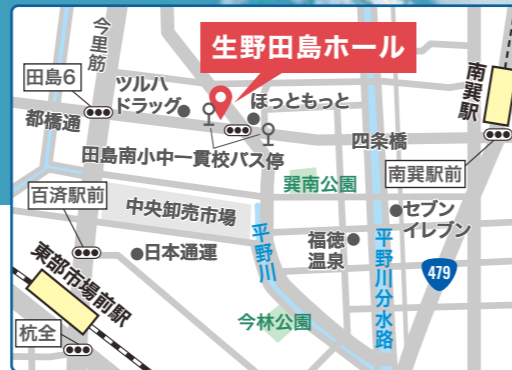 今里筋
生野田島ホール
田島6
ツルハ
ドラッグ
ほっともっと
南巽駅
都橋通
四条橋
田島南小中一貫校バス停
南巽駅前
巽南公園
百済駅前
中央卸売市場
セブン
イレブン
平野川
福徳
温泉
平野川分水路
日本通運
東部市場前駅
479
今林公園
杭全